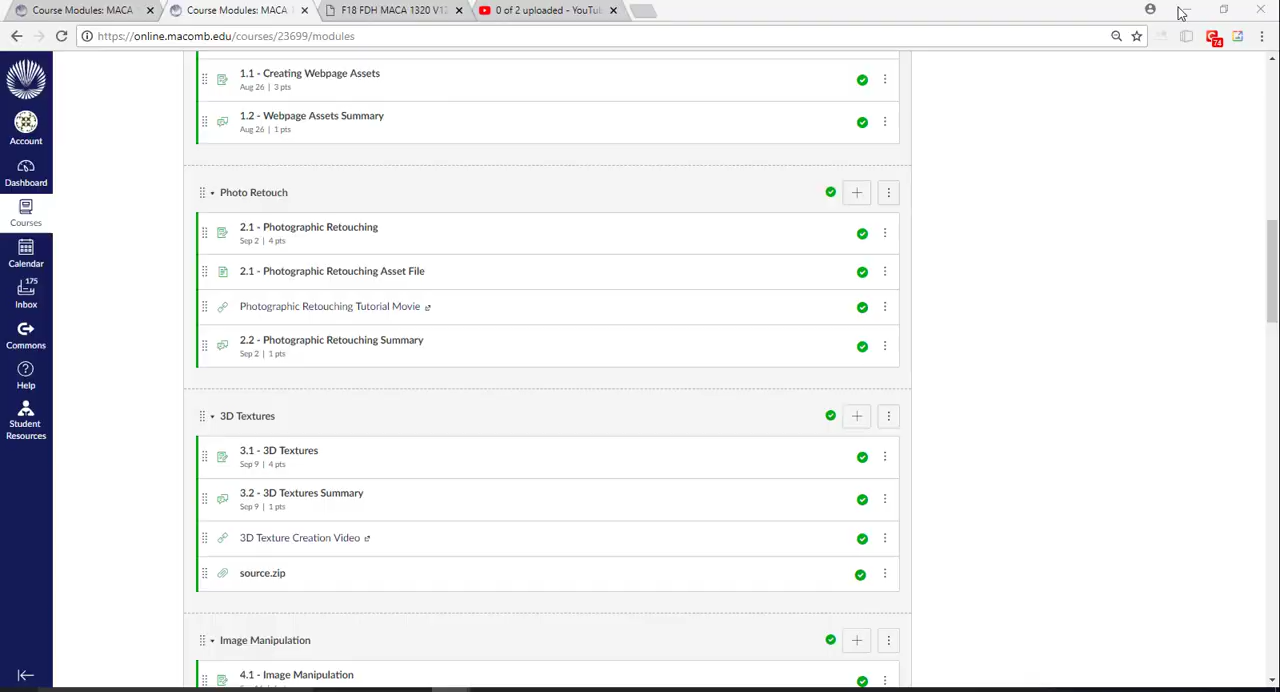 Course Modules: MACA
Course Modules: MACA
F18 FDH MACA 1320 V1
0 of 2 uploaded - YouTu
https://online.macomb.edu/courses/23699/modules
74
Account
Dashboard
Courses
Calendar
175
Inbox
Commons
Help
Student
Resources
1.1 - Creating Webpage Assets
Aug 26 | 3 pts
1.2 - Webpage Assets Summary
Aug 26 | 1 pts
Photo Retouch
2.1 - Photographic Retouching
Sep 2 | 4 pts
2.1 - Photographic Retouching Asset File
Photographic Retouching Tutorial Movie
2.2 - Photographic Retouching Summary
Sep 2 | 1 pts
3D Textures
3.1 - 3D Textures
Sep 9 | 4 pts
3.2 - 3D Textures Summary
Sep 9 | 1 pts
3D Texture Creation Video
source.zip
Image Manipulation
4.1 - Image Manipulation